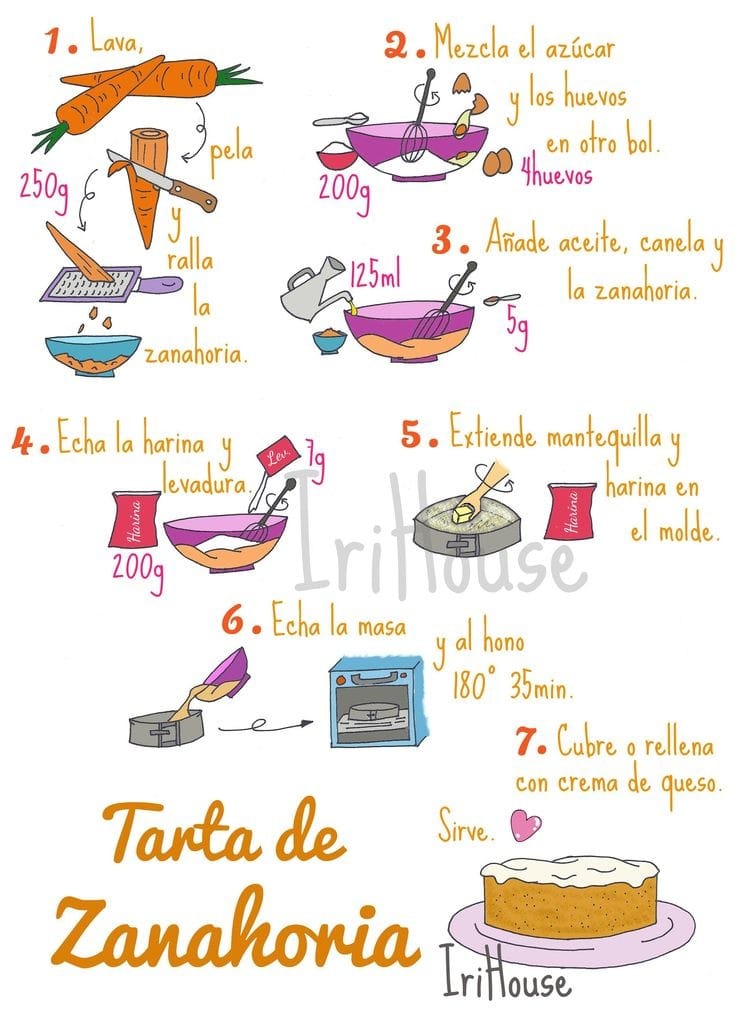 1. Lava,
pela
250g
y
ralla
la
zanahoria.
2. Mezcla el azúcar
y los huevos
en otro bol.
200g
4huevos
3. Añade aceite, canela y
la zanahoria.
125ml
5g
4. Echa la harina y
levadura.
Lev.
7g
Harina
200g
5. Extiende mantequilla y
harina en
el molde.
Harina
IriHouse
6. Echa la masa
y al hono
180° 35min.
7. Cubre o rellena
con crema de queso.
Sirve.
Tarta de
Zanahoria
IriHouse